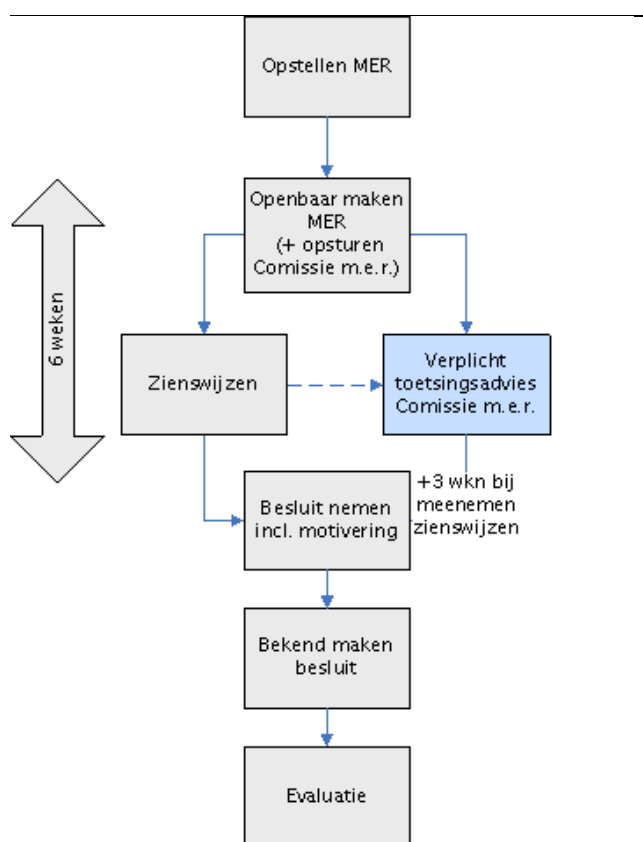 Opstellen MER
Openbaar maken
MER
(+ opsturen
Comissie m.e.r.)
6 weken
Zienswijzen
Verplicht
toetsingsadvies
Comissie m.e.r.
+3 wkn bij
meenemen
zienswijzen
Besluit nemen
incl. motivering
Bekend maken
besluit
Evaluatie